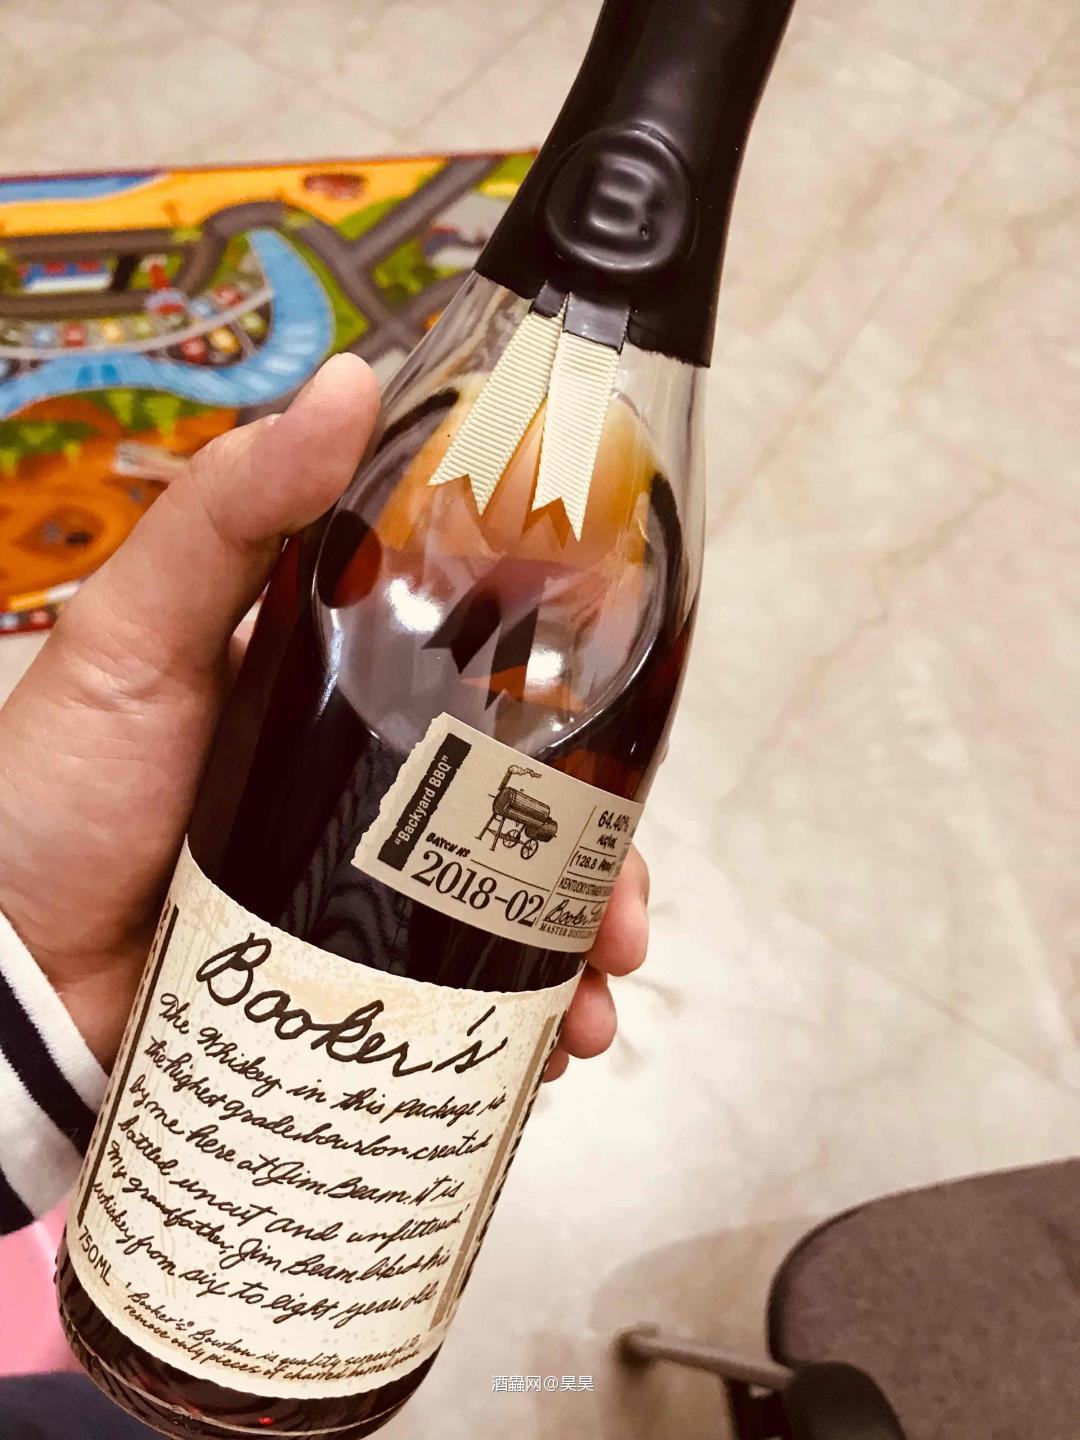 B
"Backyard BBQ"
BATCH No
2018-02
64.40%
Alc/Vol
(128.8 Proof)
KENTUCKY STRAIGHT
Booker
MASTER DISTILLER
Booker's
The Whiskey in this package is
the highest grade bourbon created
by me here at Jim Beam. it is
bottled uncut and unfiltered.
My grandfather, Jim Beam liked his
whiskey from six to eight year old.
750ML
Booker's® Bourbon is quality screened to
remove only pieces of charred barrel wood
酒蟲网@昊昊